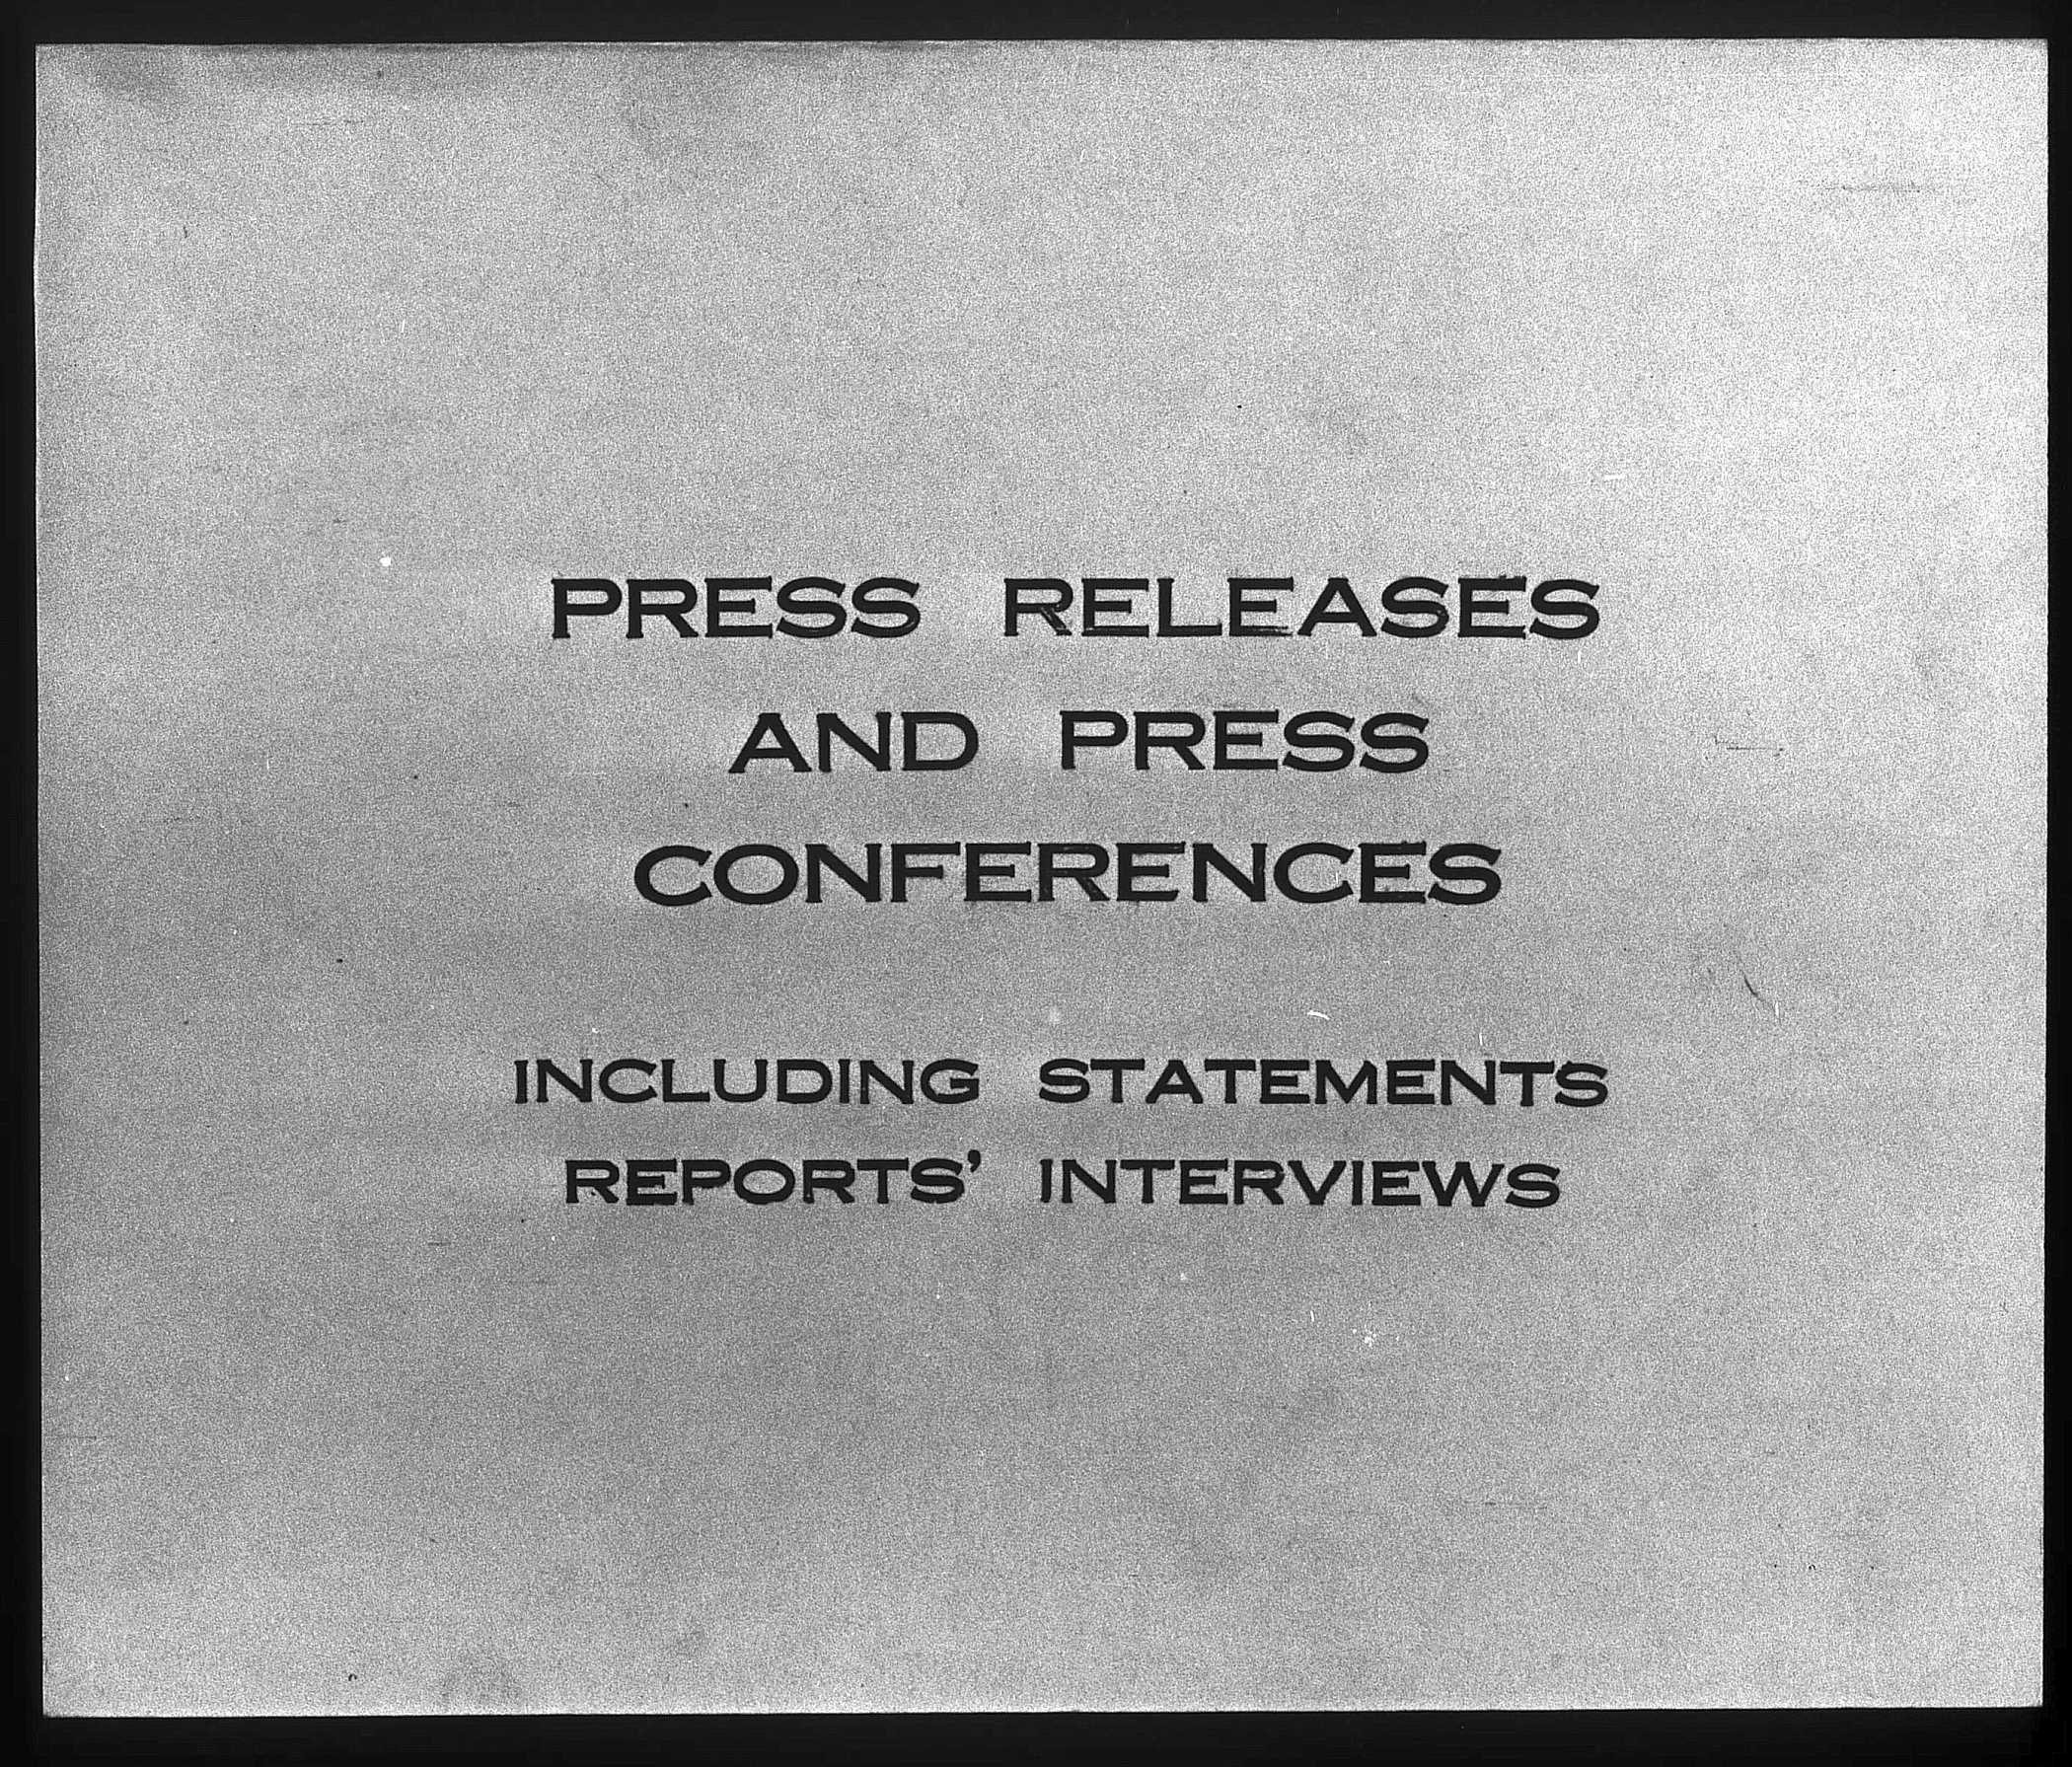 PRESS RELEASES
AND PRESS
CONFERENCES
INCLUDING STATEMENTS
REPORTS' INTERVIEWS